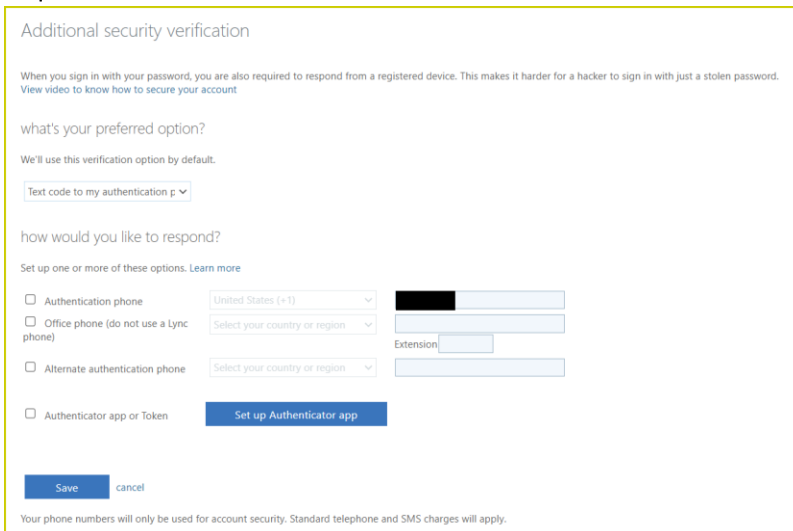 Additional security verification
When you sign in with your password, you are also required to respond from a registered device. This makes it harder for a hacker to sign in with just a stolen password.
View video to know how to secure your account
what's your preferred option?
We'll use this verification option by default.
Text code to my authentication p
how would you like to respond?
Set up one or more of these options. Learn more
Authentication phone United States (+1)
Office phone (do not use a Lync Select your country or region
phone)
Extension
Alternate authentication phone Select your country or region
Authenticator app or Token Set up Authenticator app
Save cancel
Your phone numbers will only be used for account security. Standard telephone and SMS charges will apply.